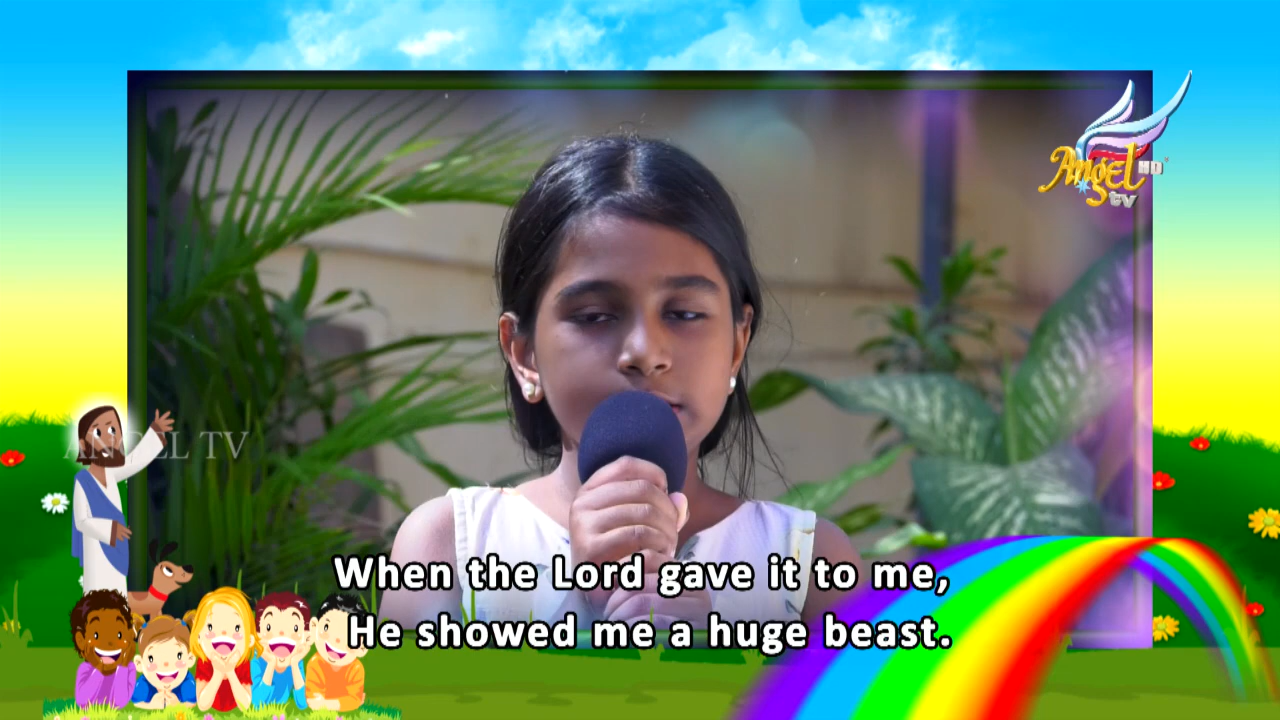 Angel HD
tv
ANGEL TV
When the Lord gave it to me,
He showed me a huge beast.